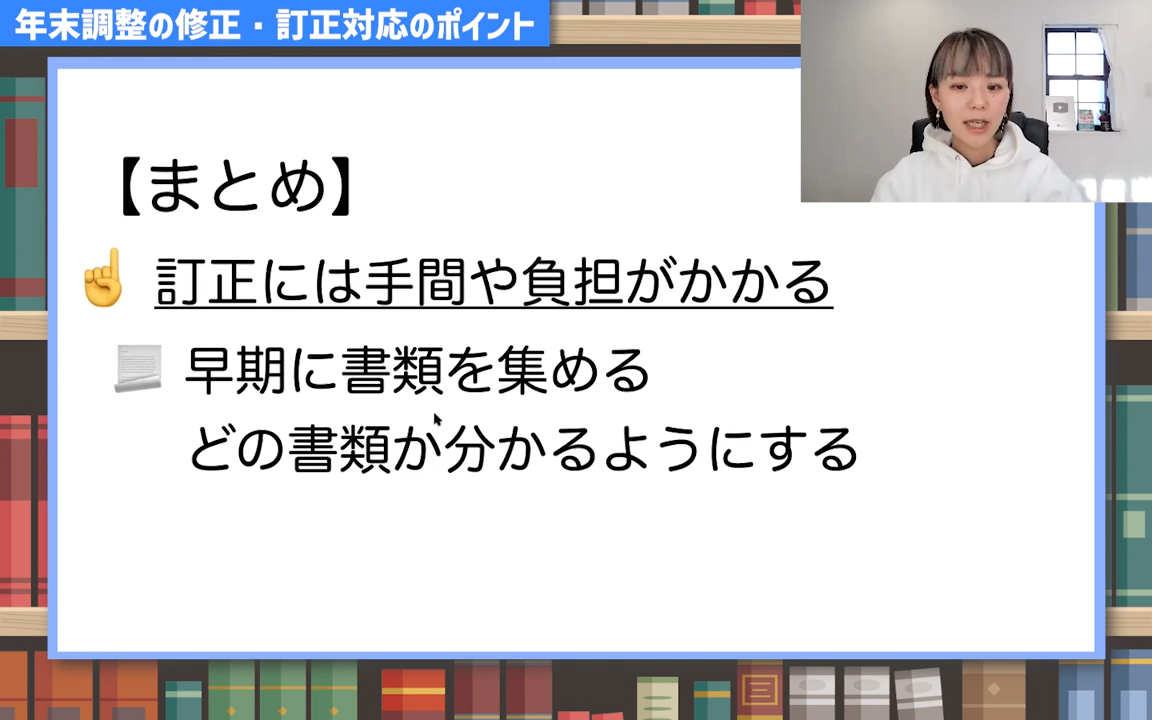 年末調整の修正・訂正対応のポイント
【まとめ】
訂正には手間や負担がかかる
早期に書類を集める
どの書類か分かるようにする